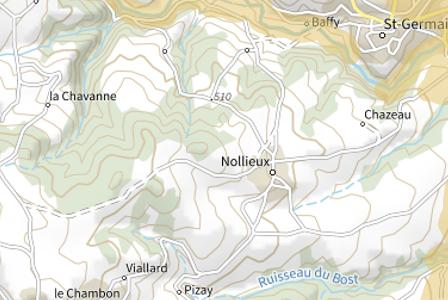 Baffy
St-Germai
la Chavanne
510
Chazeau
Nollieux
Viallard
Ruisseau du Bost
le Chambon
Pizay